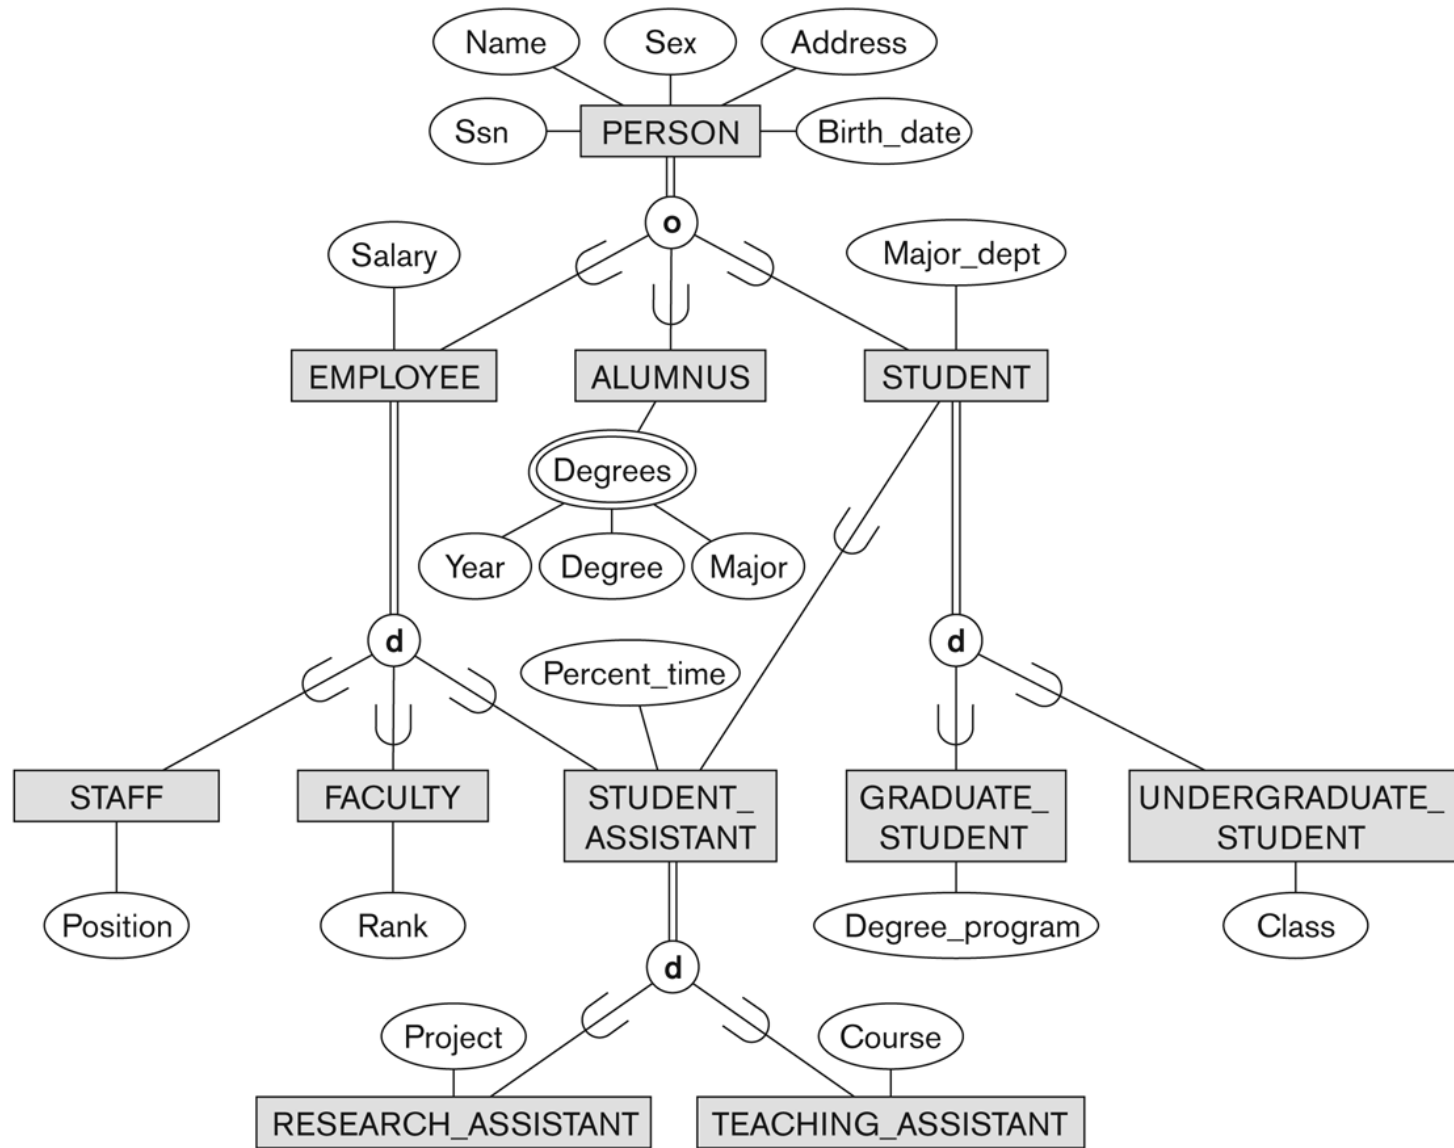 Name
Sex
Address
Ssn
PERSON
Birth_date
o
Salary
Major_dept
EMPLOYEE
ALUMNUS
STUDENT
Degrees
Year
Degree
Major
d
d
Percent_time
STAFF
FACULTY
STUDENT_
ASSISTANT
GRADUATE_
STUDENT
UNDERGRADUATE_
STUDENT
Position
Rank
Degree_program
Class
d
Project
Course
RESEARCH_ASSISTANT
TEACHING_ASSISTANT